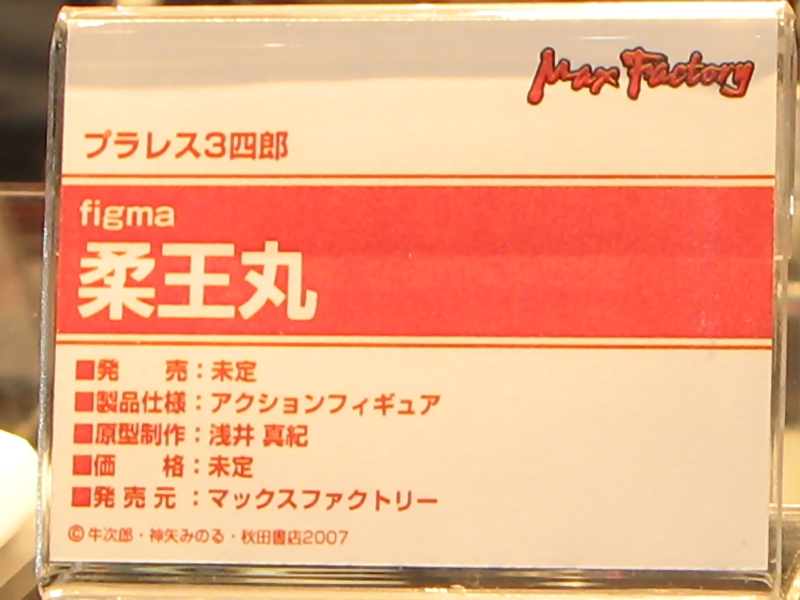 Max Factory
プラレス3四郎
figma
柔王丸
■発　　売：未定
■製品仕様：アクションフィギュア
■原型制作：浅井 真紀
■価　　格：未定
■発 売 元 ：マックスファクトリー
©牛次郎・神矢みのる・秋田書店2007